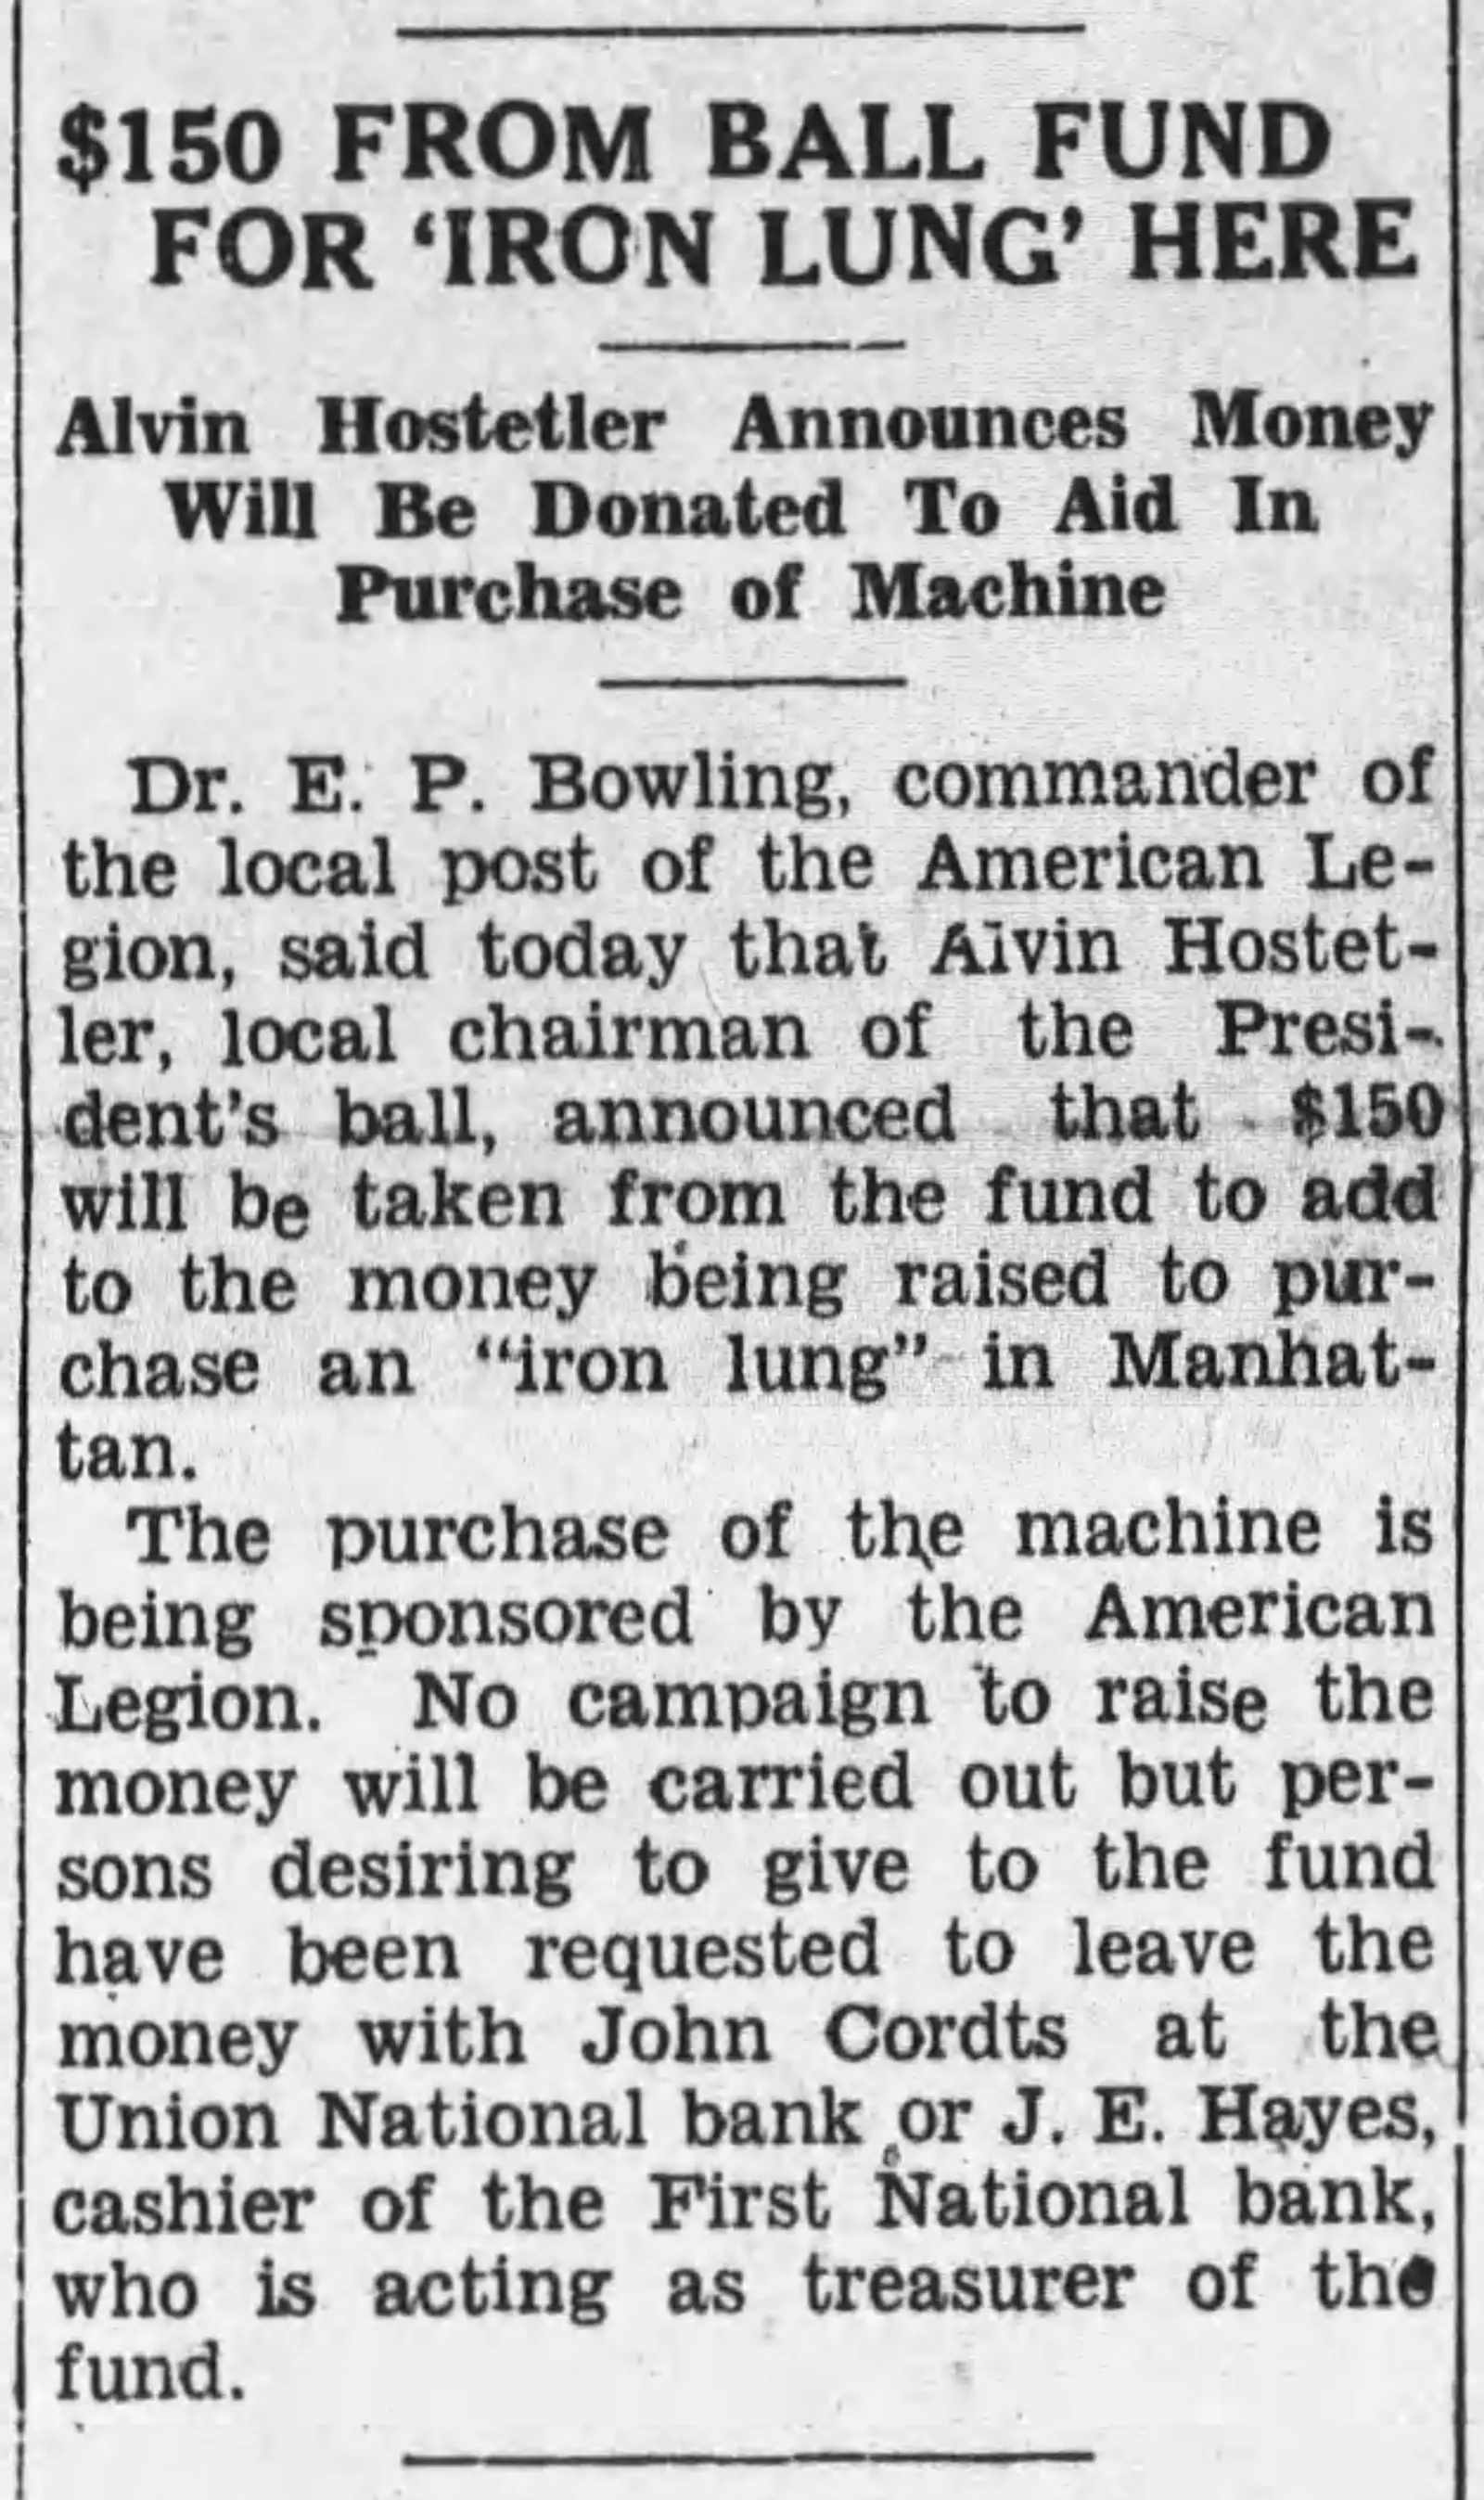 $150 FROM BALL FUND
FOR ‘IRON LUNG’ HERE
Alvin Hostetler Announces Money
Will Be Donated To Aid In
Purchase of Machine
Dr. E. P. Bowling, commander of
the local post of the American Le-
gion, said today that Alvin Hostet-
ler, local chairman of the Presi-
dent’s ball, announced that $150
will be taken from the fund to add
to the money being raised to pur-
chase an “iron lung” in Manhat-
tan.
The purchase of the machine is
being sponsored by the American
Legion. No campaign to raise the
money will be carried out but per-
sons desiring to give to the fund
have been requested to leave the
money with John Cordts at the
Union National bank or J. E. Hayes,
cashier of the First National bank,
who is acting as treasurer of the
fund.